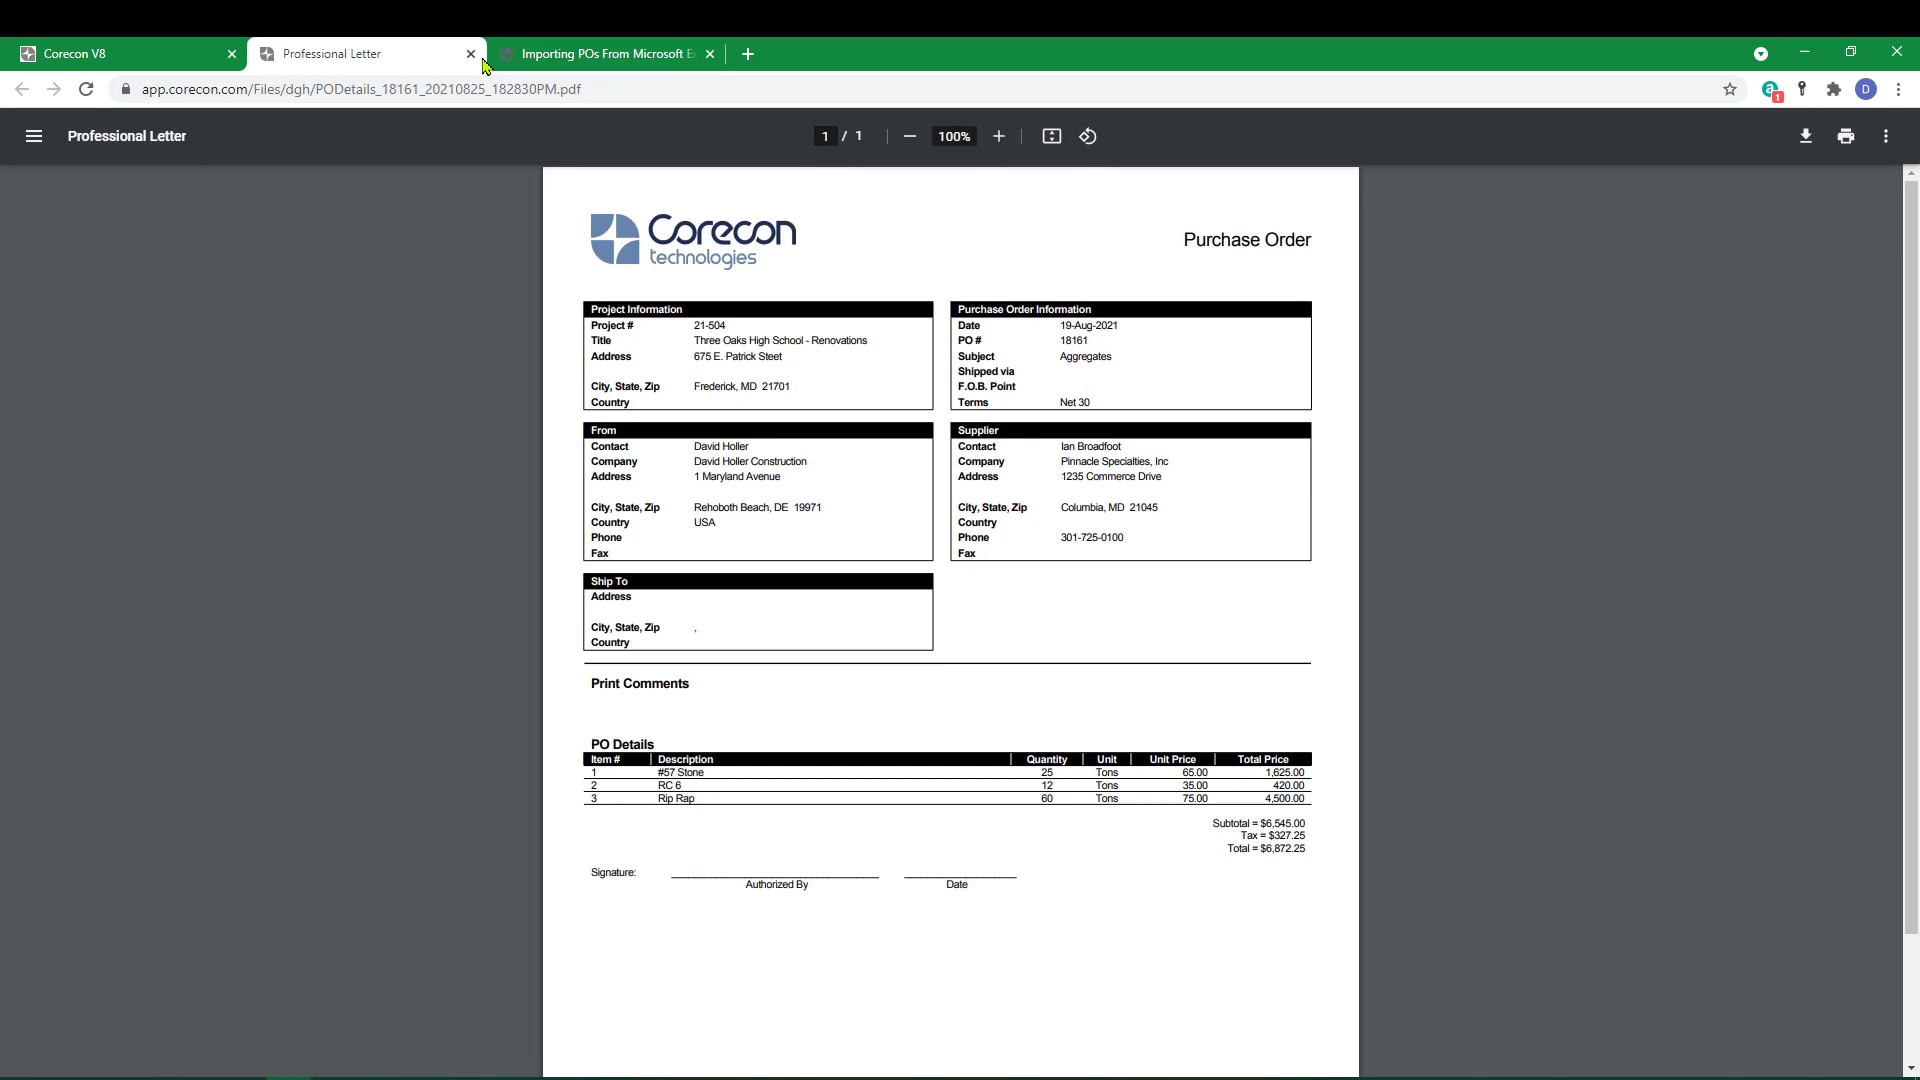 Corecon V8
Professional Letter
Importing POs From Microsoft E
app.corecon.com/Files/dgh/PODetails_18161_20210825_182830PM.pdf
1
D
Professional Letter
1 / 1
100%
Corecon
technologies
Purchase Order
Project Information
Project # 21-504
Title Three Oaks High School - Renovations
Address 675 E. Patrick Steet
City, State, Zip Frederick, MD 21701
Country
Purchase Order Information
Date 19-Aug-2021
PO # 18161
Subject Aggregates
Shipped via
F.O.B. Point
Terms Net 30
From
Contact David Holler
Company David Holler Construction
Address 1 Maryland Avenue
City, State, Zip Rehoboth Beach, DE 19971
Country USA
Phone
Fax
Supplier
Contact Ian Broadfoot
Company Pinnacle Specialties, Inc
Address 1235 Commerce Drive
City, State, Zip Columbia, MD 21045
Country
Phone 301-725-0100
Fax
Ship To
Address
City, State, Zip ,
Country
Print Comments
PO Details
Item # Description Quantity Unit Unit Price Total Price
1 #57 Stone 25 Tons 65.00 1,625.00
2 RC 6 12 Tons 35.00 420.00
3 Rip Rap 60 Tons 75.00 4,500.00
Subtotal = $6,545.00
Tax = $327.25
Total = $6,872.25
Signature:
Authorized By Date